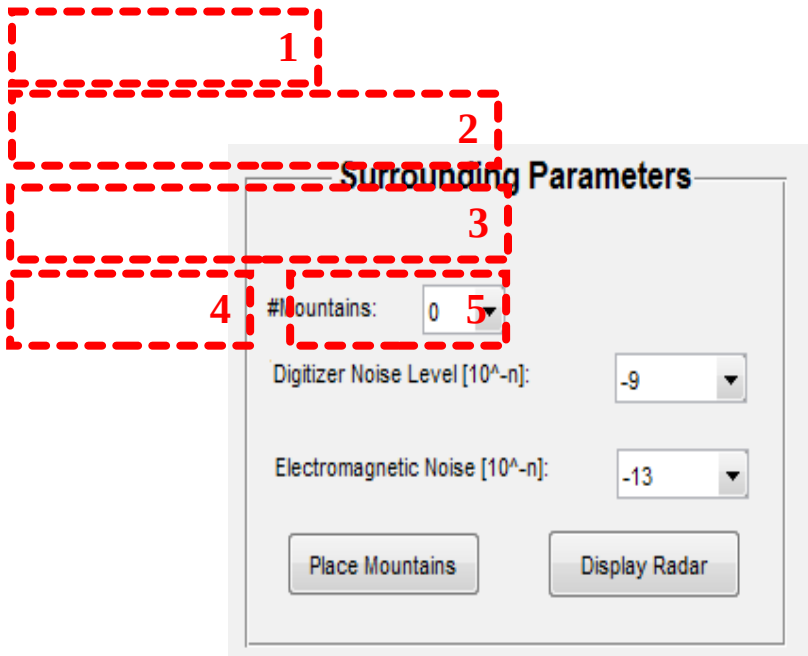 1
2
Surrounding Parameters
3
4 #Mountains: 0 5
Digitizer Noise Level [10^-n]: -9
Electromagnetic Noise [10^-n]: -13
Place Mountains Display Radar